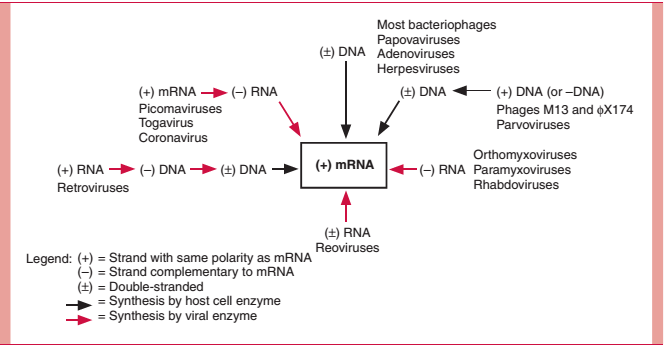 Most bacteriophages
Papovaviruses
(±) DNA Adenoviruses
Herpesviruses
(+) mRNA (–) RNA (±) DNA (+) DNA (or –DNA)
Picornaviruses
Togavirus
Coronavirus
Phages M13 and ϕX174
Parvoviruses
(+) RNA (–) DNA (±) DNA (+) mRNA (–) RNA
Retroviruses
Orthomyxoviruses
Paramyxoviruses
Rhabdoviruses
(±) RNA
Reoviruses
Legend: (+) = Strand with same polarity as mRNA
(–) = Strand complementary to mRNA
(±) = Double-stranded
= Synthesis by host cell enzyme
= Synthesis by viral enzyme